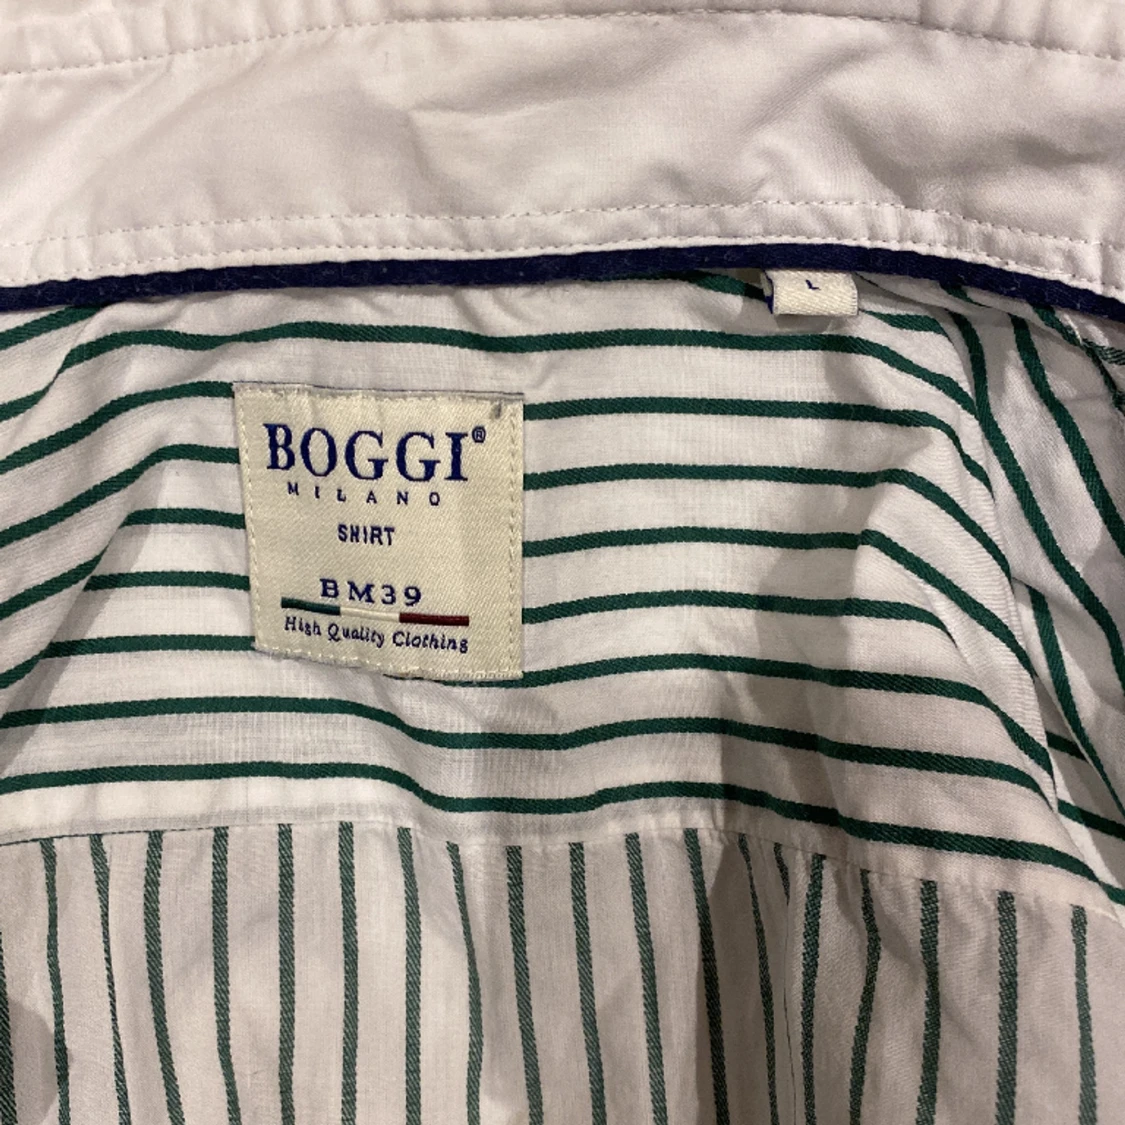 L
BOGGI®
MILANO
SHIRT
BM39
High Quality Clothing